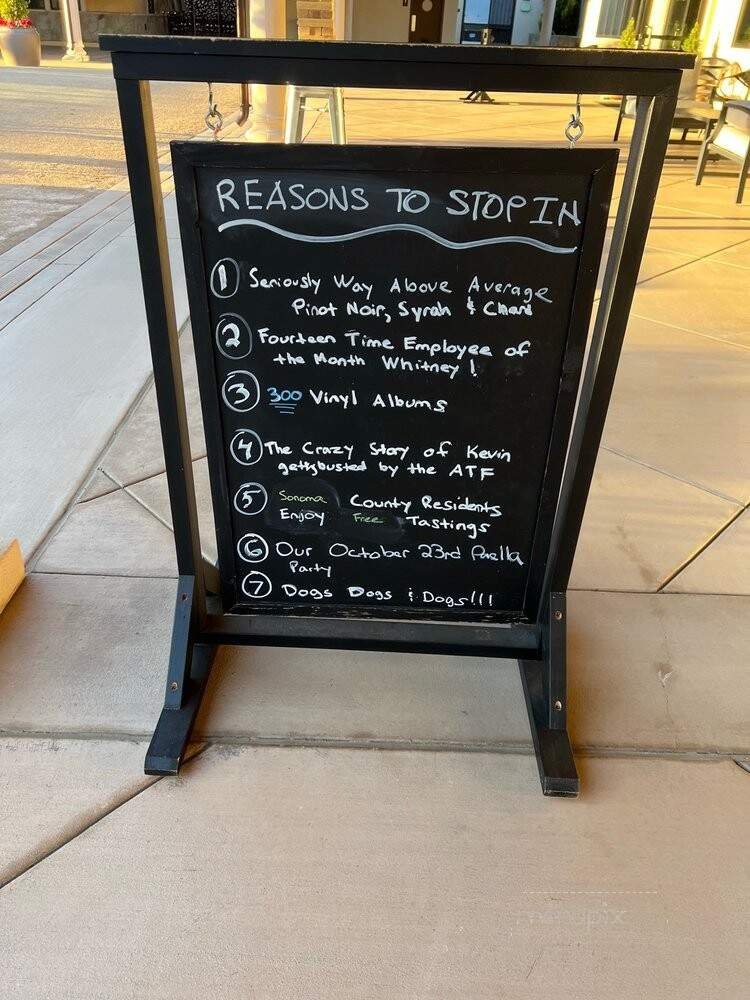 REASONS TO STOP IN
1 Seriously Way Above Average
Pinot Noir, Syrah & Chard
2 Fourteen Time Employee of
the Month Whitney!
3 300 Vinyl Albums
4 The Crazy Story of Kevin
getting busted by the ATF
5 Sonoma County Residents
Enjoy Free Tastings
6 Our October 23rd Paella
Party
7 Dogs Dogs & Dogs!!!